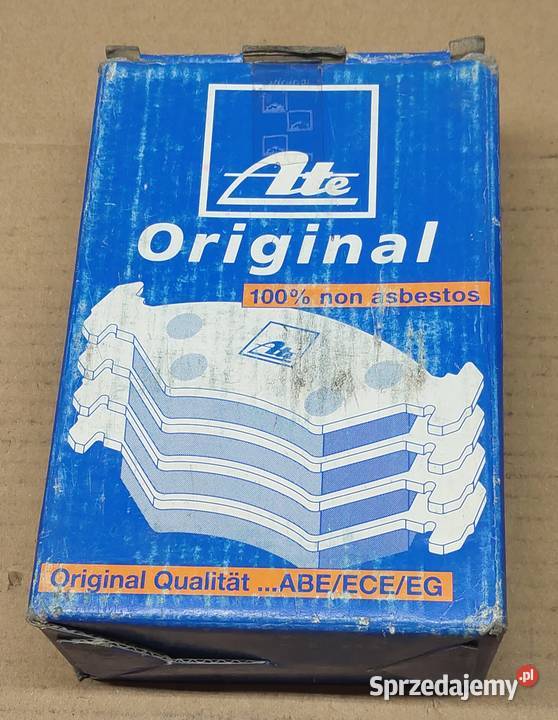 Ate
Original
100% non asbestos
Ate
Original Qualität ...ABE/ECE/EG
Sprzedajemy.pl